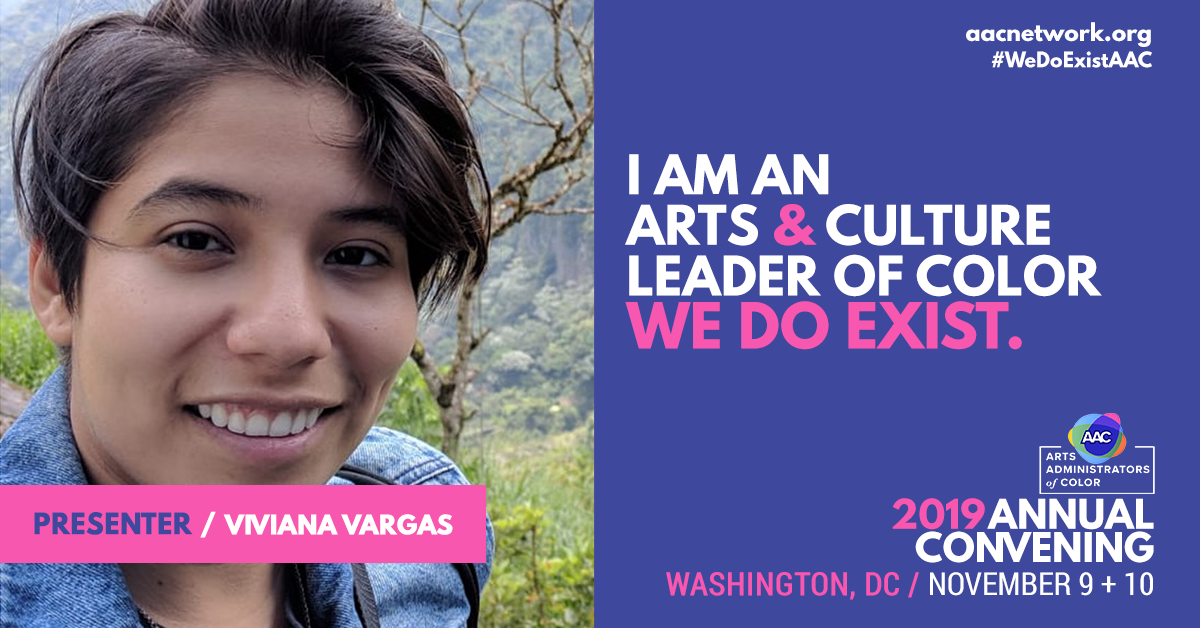 aacnetwork.org
#WeDoExistAAC
I AM AN
ARTS & CULTURE
LEADER OF COLOR
WE DO EXIST.
PRESENTER / VIVIANA VARGAS
AAC
ARTS
ADMINISTRATORS
of COLOR
2019 ANNUAL
CONVENING
WASHINGTON, DC / NOVEMBER 9 + 10